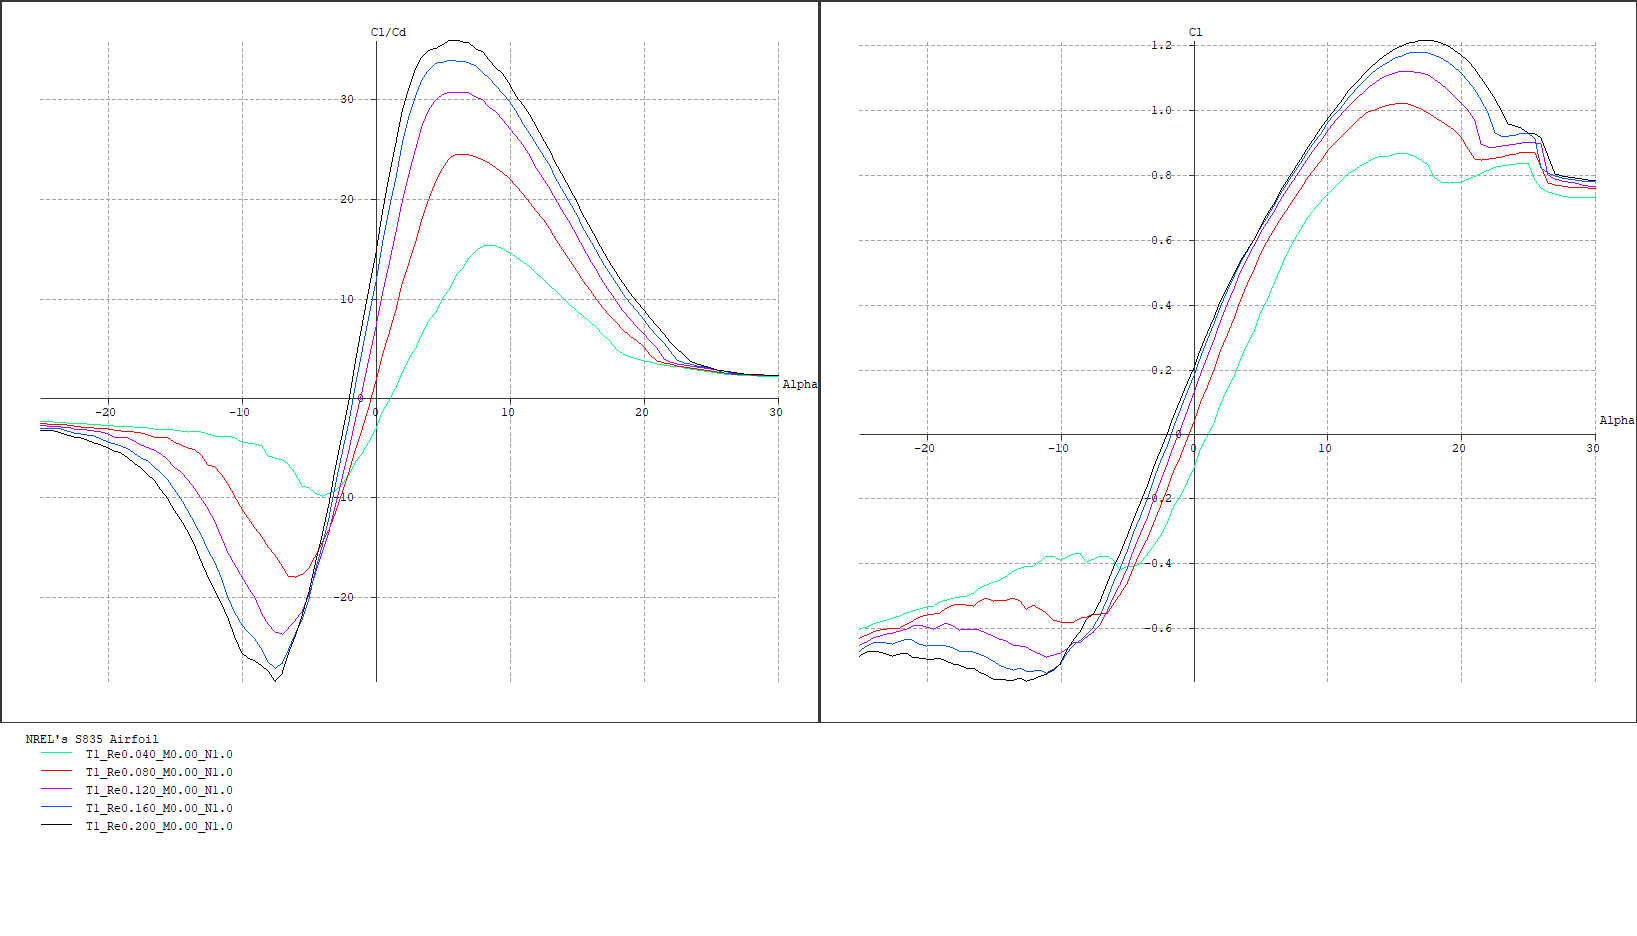 Cl/Cd
30
20
10
0
-10
-20
-20
-10
0
10
20
30
Alpha
Cl
1.2
1.0
0.8
0.6
0.4
0.2
0
-0.2
-0.4
-0.6
-20
-10
0
10
20
30
Alpha
NREL's S835 Airfoil
T1_Re0.040_M0.00_N1.0
T1_Re0.080_M0.00_N1.0
T1_Re0.120_M0.00_N1.0
T1_Re0.160_M0.00_N1.0
T1_Re0.200_M0.00_N1.0